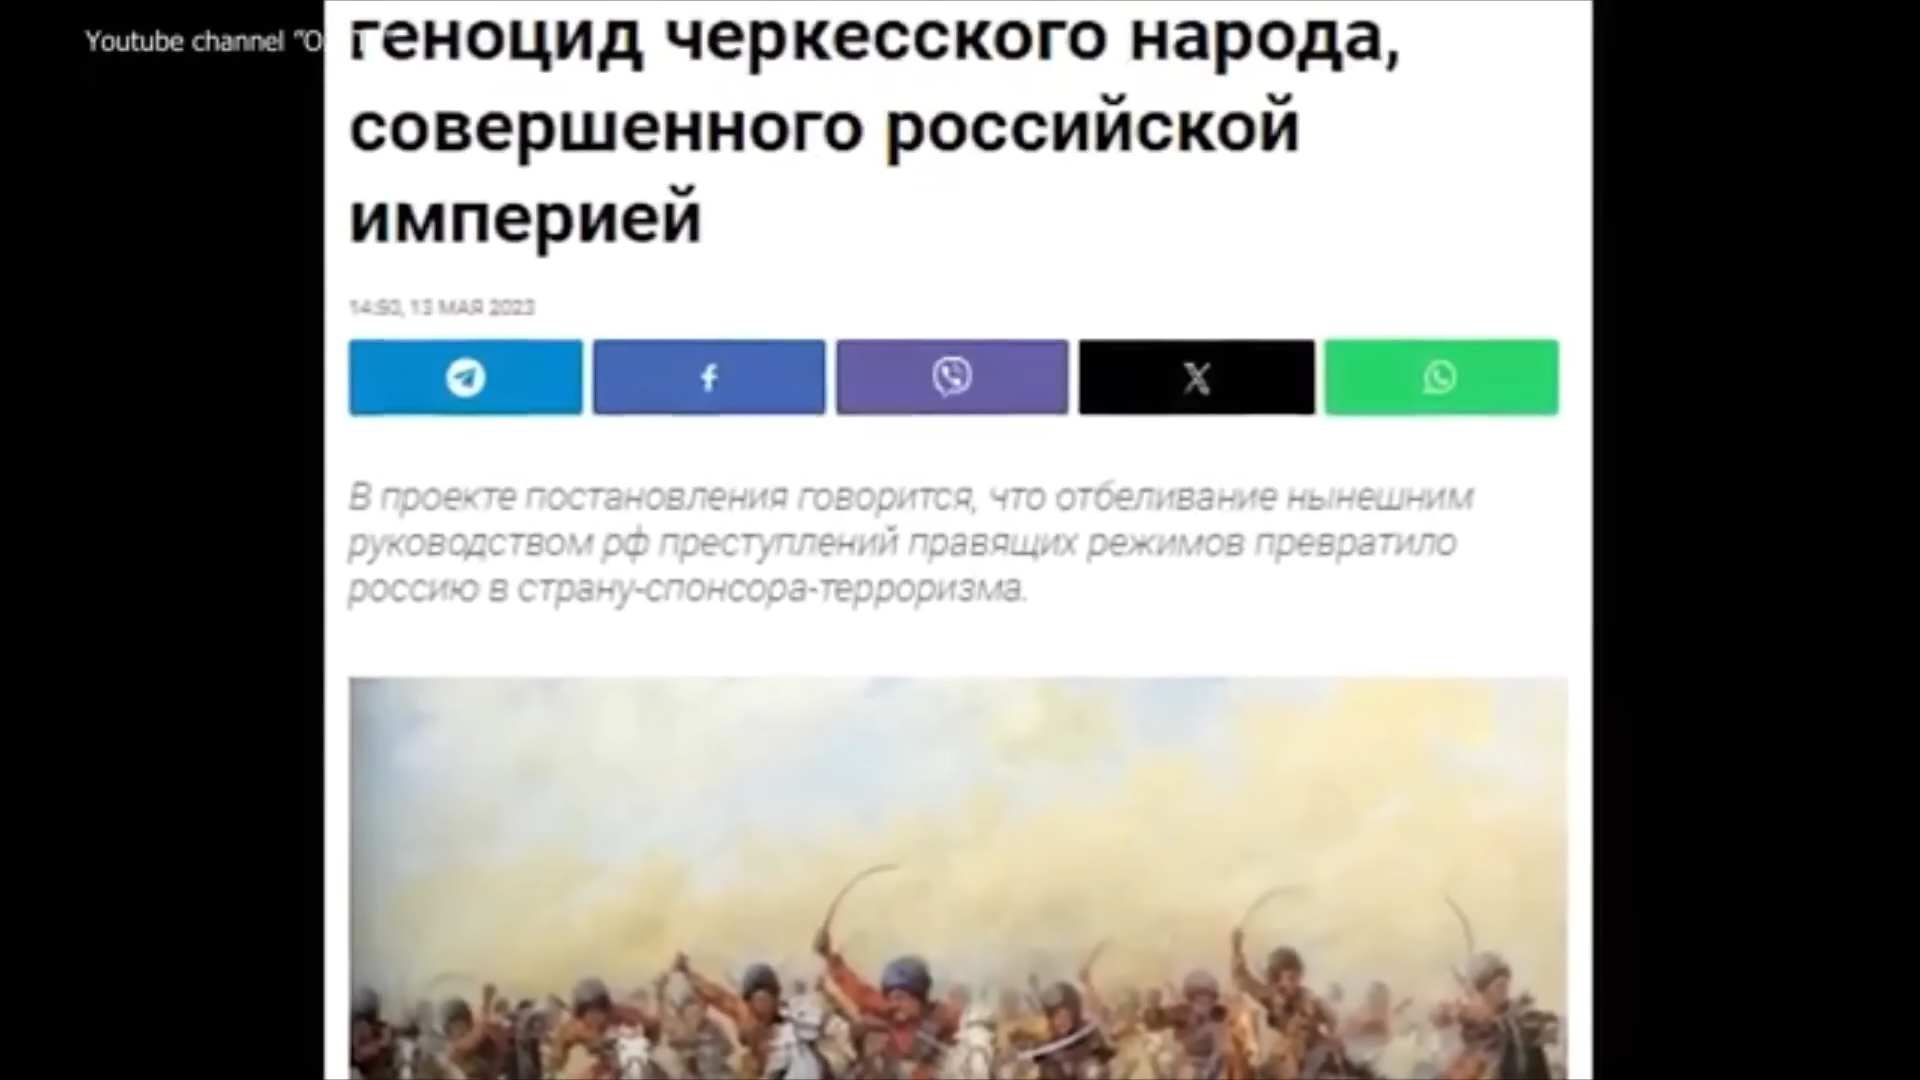 Youtube channel "O
геноцид черкесского народа,
совершенного российской
империей
14:50, 13 МАЯ 2023
В проекте постановления говорится, что отбеливание нынешним
руководством рф преступлений правящих режимов превратило
россию в страну-спонсора-терроризма.